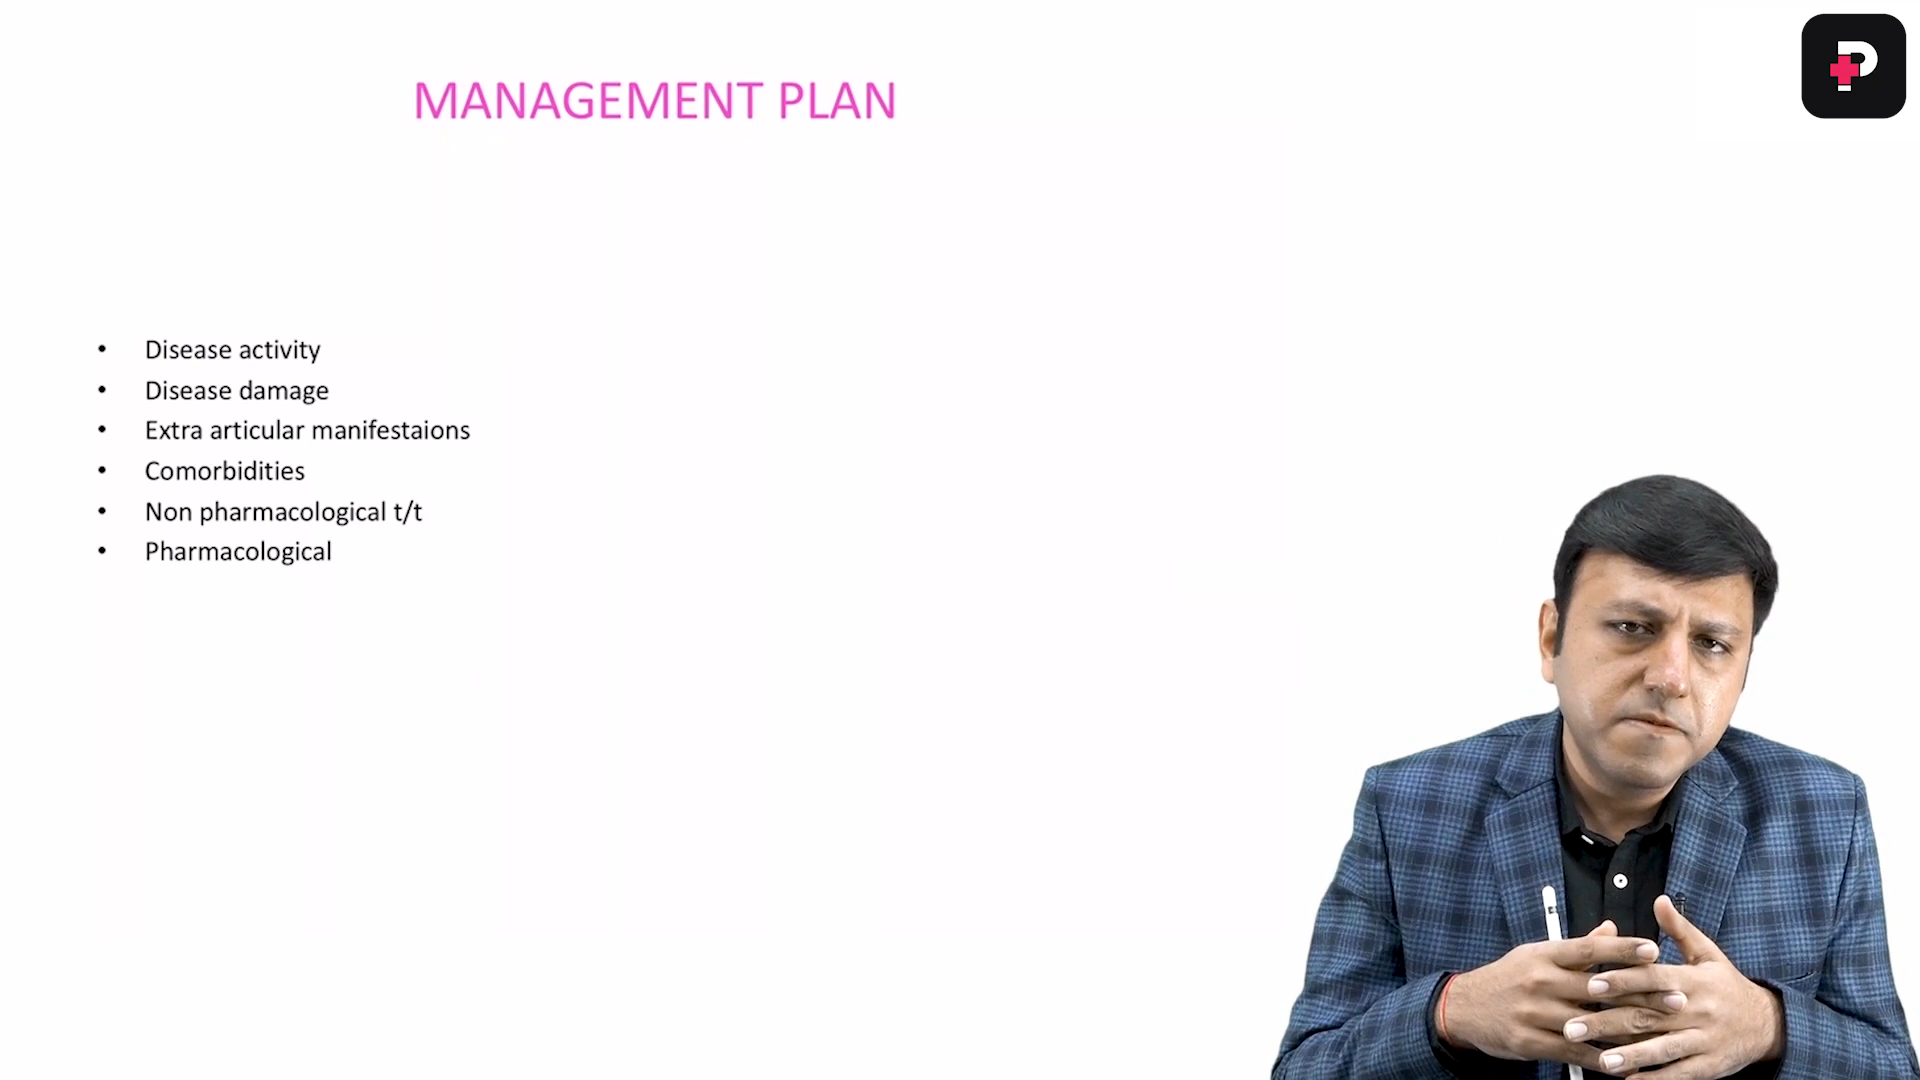 MANAGEMENT PLAN
• Disease activity
• Disease damage
• Extra articular manifestaions
• Comorbidities
• Non pharmacological t/t
• Pharmacological